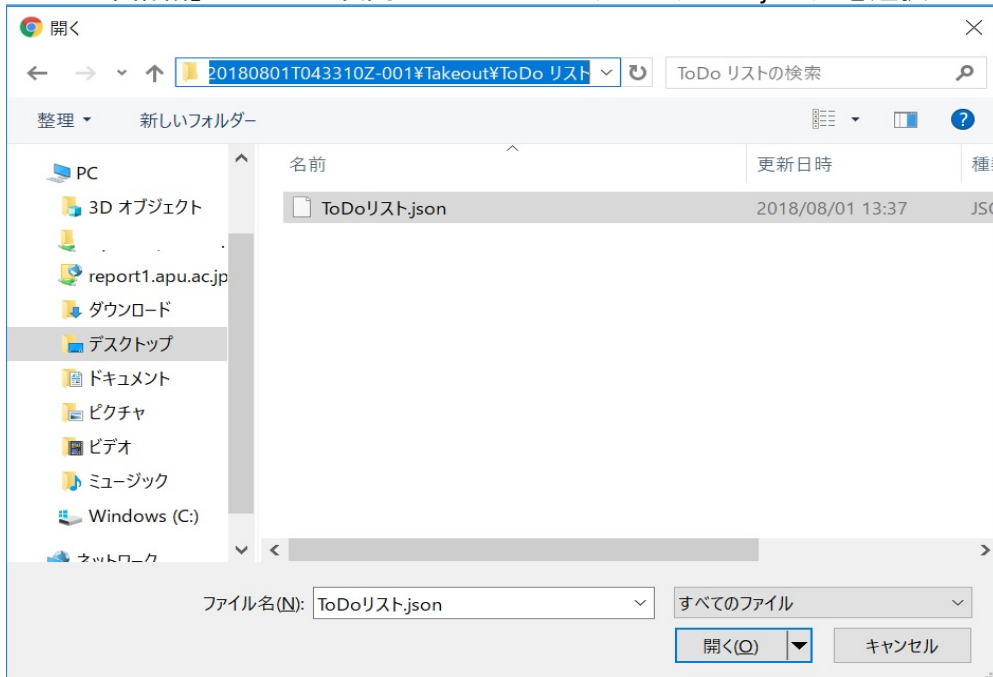 開く
20180801T043310Z-001¥Takeout¥ToDo リスト
ToDo リストの検索
整理
新しいフォルダー
?
名前
更新日時
PC
3D オブジェクト
ToDoリスト.json
2018/08/01 13:37
report1.apu.ac.jp
ダウンロード
デスクトップ
ドキュメント
ピクチャ
ビデオ
ミュージック
Windows (C:)
ネットワーク
ファイル名(N):
ToDoリスト.json
すべてのファイル
開く(O)
キャンセル